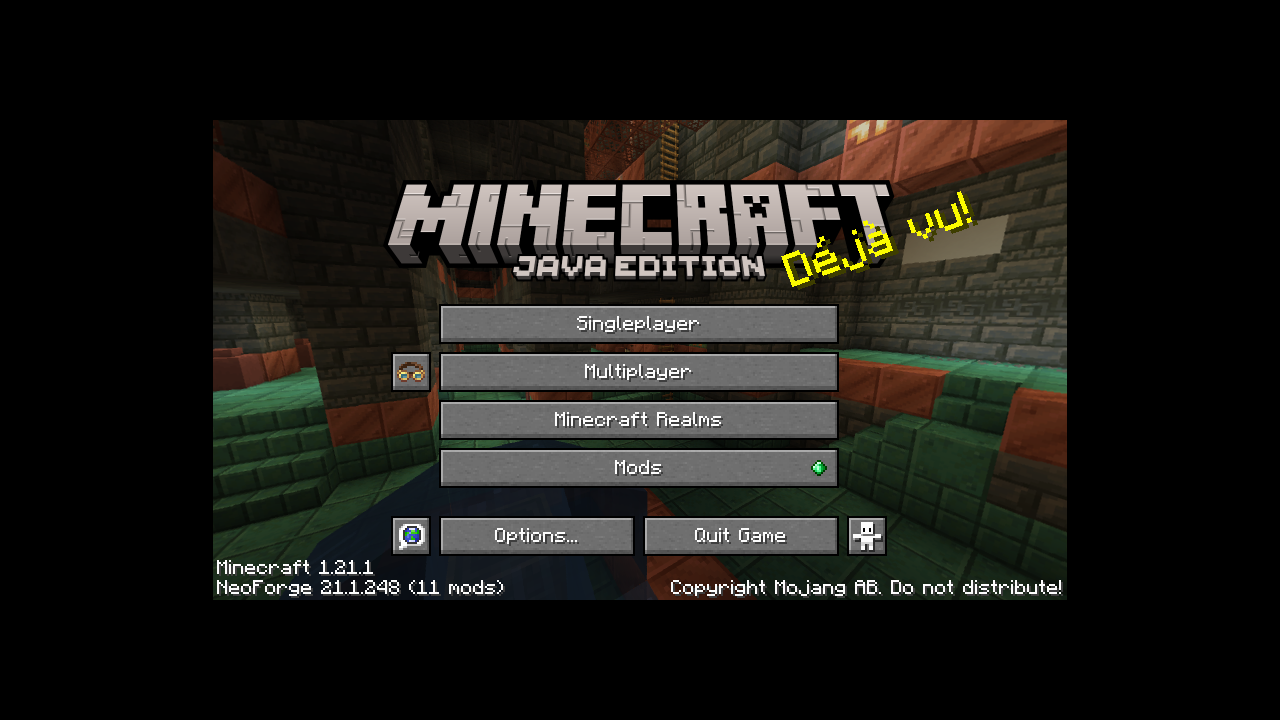 MINECRAFT
JAVA EDITION
Déjà vu!
Singleplayer
Multiplayer
Minecraft Realms
Mods
Options...
Quit Game
Minecraft 1.21.1
NeoForge 21.1.248 (11 mods)
Copyright Mojang AB. Do not distribute!